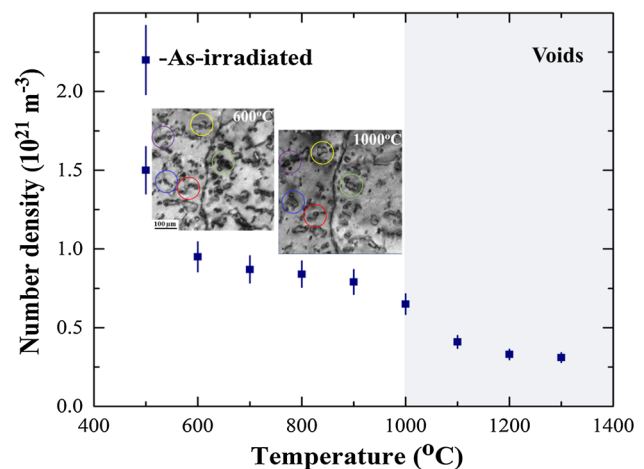 -As-irradiated
Voids
2.0
600°C
1000°C
1.5
100 μm
1.0
0.5
0.0
Number density (10²¹ m⁻³)
400 600 800 1000 1200 1400
Temperature (°C)